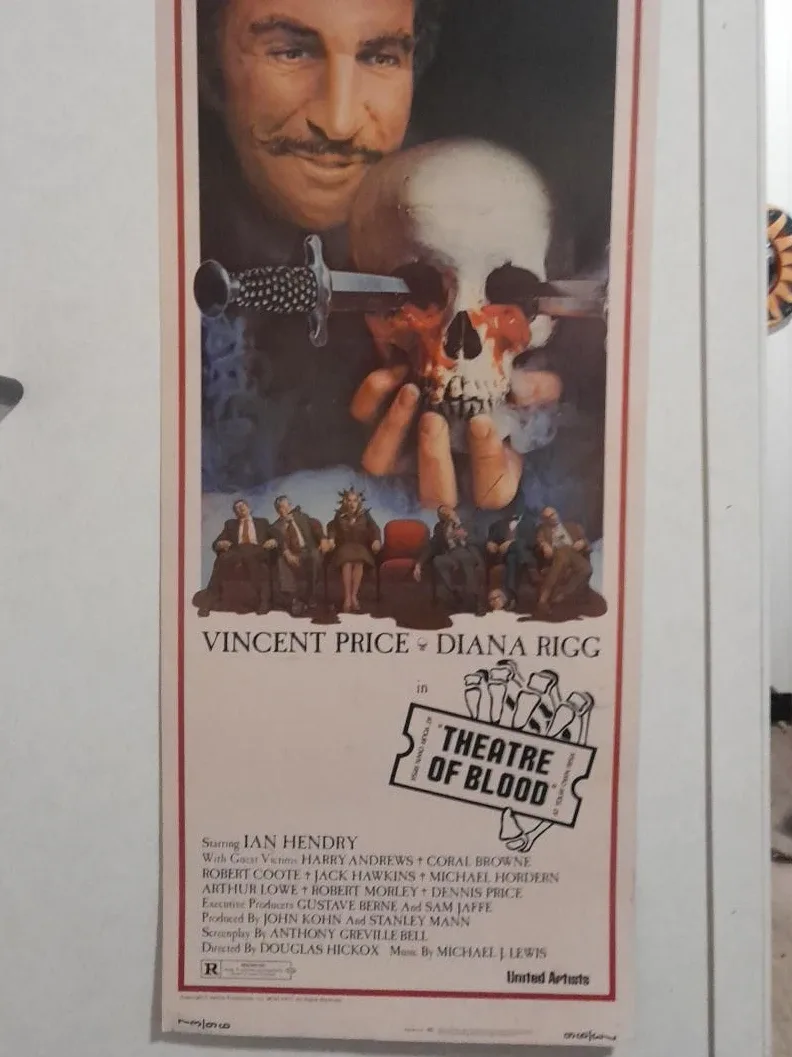 VINCENT PRICE DIANA RIGG
in
THEATRE
OF BLOOD
Starring IAN HENDRY
With Guest Victims HARRY ANDREWS † CORAL BROWNE
ROBERT COOTE † JACK HAWKINS † MICHAEL HORDERN
ARTHUR LOWE † ROBERT MORLEY † DENNIS PRICE
Executive Producers GUSTAVE BERNE And SAM JAFFE
Produced By JOHN KOHN And STANLEY MANN
Screenplay By ANTHONY GREVILLE BELL
Directed By DOUGLAS HICKOX Music By MICHAEL J. LEWIS
R
United Artists